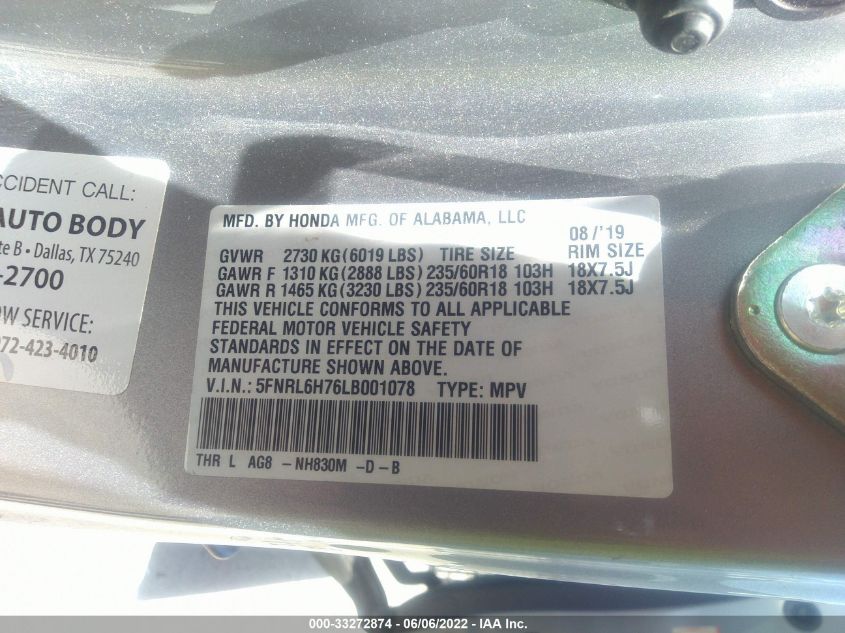 CCIDENT CALL:
AUTO BODY
te B • Dallas, TX 75240
-2700
OW SERVICE:
972-423-4010
MFD. BY HONDA MFG. OF ALABAMA, LLC 08/'19
GVWR 2730 KG(6019 LBS) TIRE SIZE RIM SIZE
GAWR F 1310 KG(2888 LBS) 235/60R18 103H 18X7.5J
GAWR R 1465 KG(3230 LBS) 235/60R18 103H 18X7.5J
THIS VEHICLE CONFORMS TO ALL APPLICABLE
FEDERAL MOTOR VEHICLE SAFETY
STANDARDS IN EFFECT ON THE DATE OF
MANUFACTURE SHOWN ABOVE.
V.I.N.: 5FNRL6H76LB001078 TYPE: MPV
THR L AG8 -NH830M -D-B
000-33272874 - 06/06/2022 - IAA Inc.